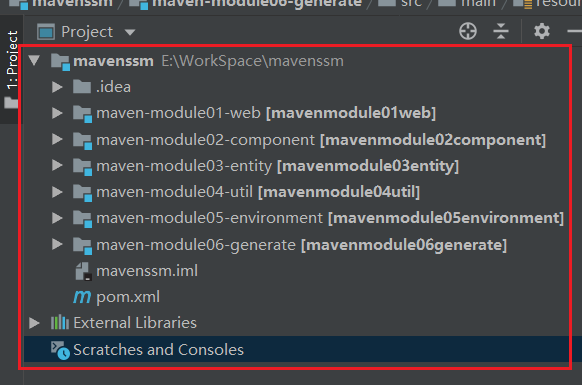 mavenssm maven-module06-generate src main resour
Project
1: Project
mavenssm E:\WorkSpace\mavenssm
.idea
maven-module01-web [mavenmodule01web]
maven-module02-component [mavenmodule02component]
maven-module03-entity [mavenmodule03entity]
maven-module04-util [mavenmodule04util]
maven-module05-environment [mavenmodule05environment]
maven-module06-generate [mavenmodule06generate]
mavenssm.iml
pom.xml
External Libraries
Scratches and Consoles